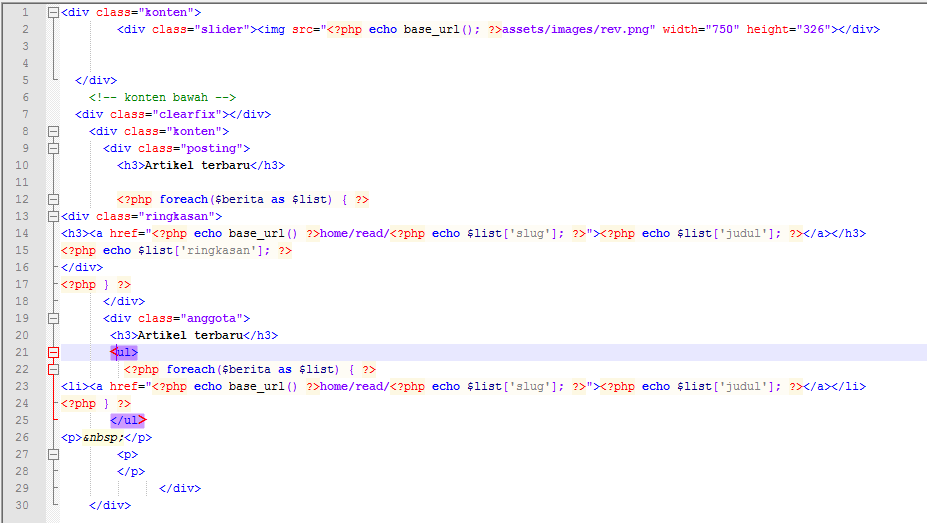 1 <div class="konten">
2 <div class="slider"><img src="<?php echo base_url(); ?>assets/images/rev.png" width="750" height="326"></div>
3
4
5 </div>
6 <!-- konten bawah -->
7 <div class="clearfix"></div>
8 <div class="konten">
9 <div class="posting">
10 <h3>Artikel terbaru</h3>
11
12 <?php foreach($berita as $list) { ?>
13 <div class="ringkasan">
14 <h3><a href="<?php echo base_url() ?>home/read/<?php echo $list['slug']; ?>"><?php echo $list['judul']; ?></a></h3>
15 <?php echo $list['ringkasan']; ?>
16 </div>
17 <?php } ?>
18 </div>
19 <div class="anggota">
20 <h3>Artikel terbaru</h3>
21 <ul>
22 <?php foreach($berita as $list) { ?>
23 <li><a href="<?php echo base_url() ?>home/read/<?php echo $list['slug']; ?>"><?php echo $list['judul']; ?></a></li>
24 <?php } ?>
25 </ul>
26 <p>&nbsp;</p>
27 <p>
28 </p>
29 </div>
30 </div>